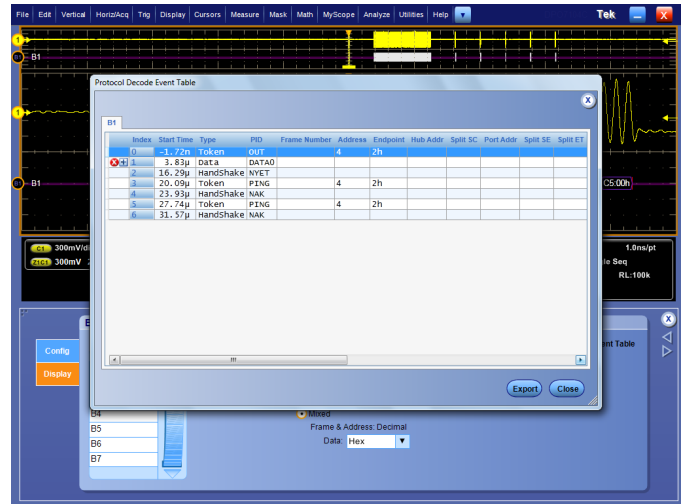 File Edit Vertical Horiz/Acq Trig Display Cursors Measure Mask Math MyScope Analyze Utilities Help Tek X
1
B1 B1
Protocol Decode Event Table
X
B1
Index Start Time Type PID Frame Number Address Endpoint Hub Addr Split SC Port Addr Split SE Split ET
0 -1.72n Token OUT 4 2h
1 3.83µ Data DATA0
2 16.29µ HandShake NYET
3 20.09µ Token PING 4 2h
4 23.93µ HandShake NAK
5 27.74µ Token PING 4 2h
6 31.57µ HandShake NAK
1
B1 B1
C5:00h
C1 300mV/di 1.0ns/pt
Z1C1 300mV le Seq
RL:100k
X
B
ent Table
Config
Display
Export Close
B4
Mixed
B5
Frame & Address: Decimal
B6
Data: Hex
B7